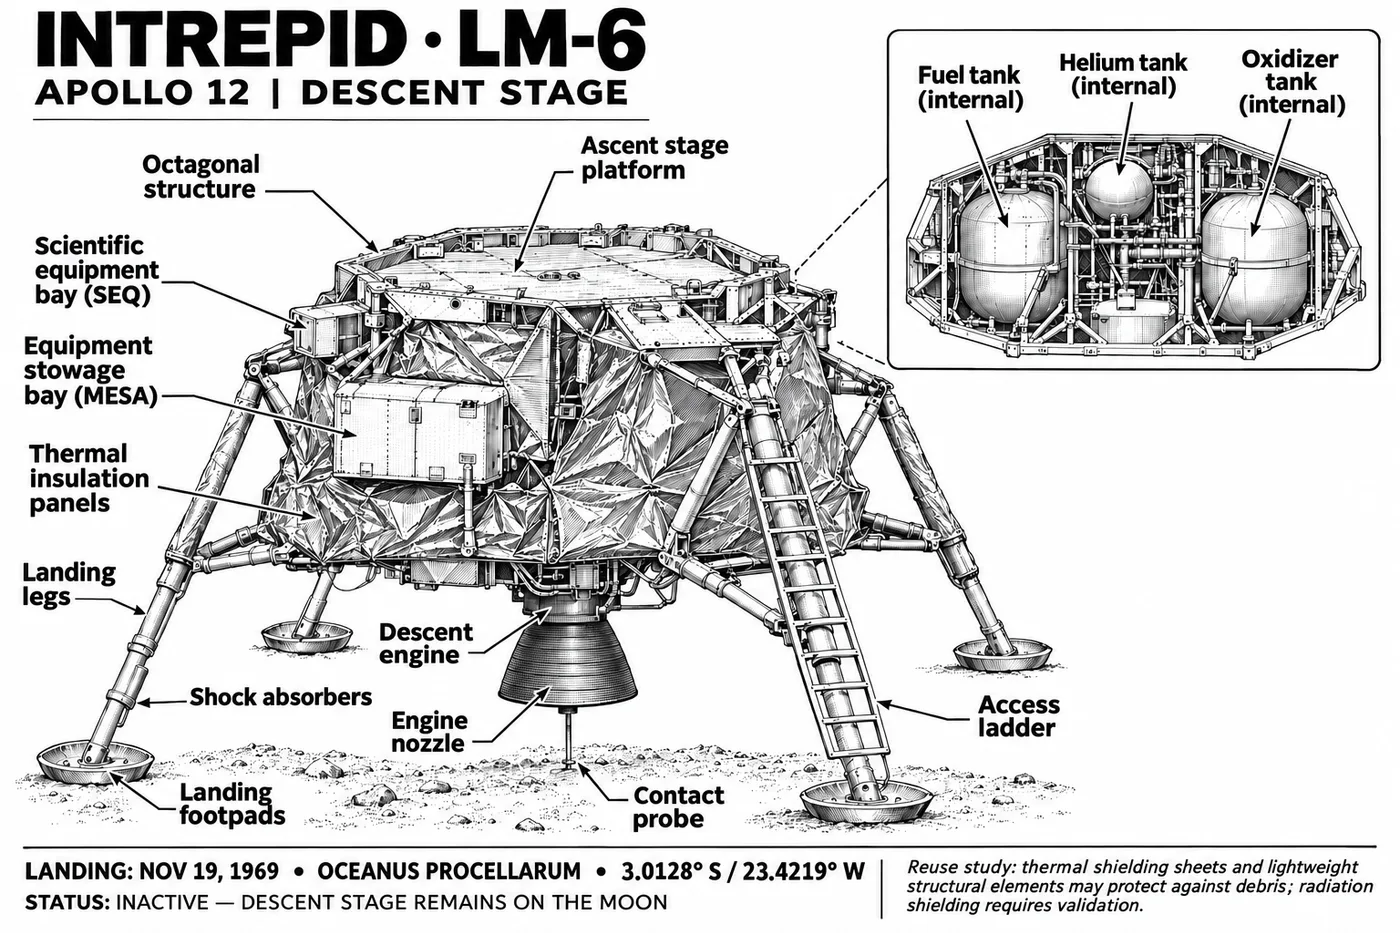 INTREPID · LM-6
APOLLO 12 | DESCENT STAGE
Fuel tank
(internal)
Helium tank
(internal)
Oxidizer
tank
(internal)
Octagonal
structure
Ascent stage
platform
Scientific
equipment
bay (SEQ)
Equipment
stowage
bay (MESA)
Thermal
insulation
panels
Landing
legs
Descent
engine
Shock absorbers
Engine
nozzle
Access
ladder
Landing
footpads
Contact
probe
LANDING: NOV 19, 1969 • OCEANUS PROCELLARUM • 3.0128° S / 23.4219° W
STATUS: INACTIVE — DESCENT STAGE REMAINS ON THE MOON
Reuse study: thermal shielding sheets and lightweight
structural elements may protect against debris; radiation
shielding requires validation.